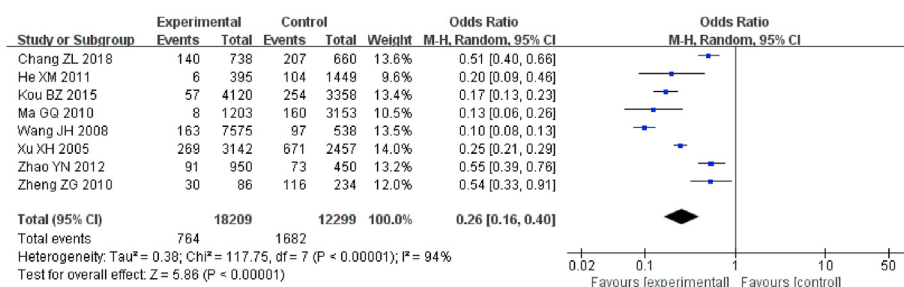 Experimental Control Odds Ratio Odds Ratio
Study or Subgroup Events Total Events Total Weight M-H, Random, 95% CI M-H, Random, 95% CI
Chang ZL 2018 140 738 207 660 13.6% 0.51 [0.40, 0.66]
He XM 2011 6 395 104 1449 9.6% 0.20 [0.09, 0.46]
Kou BZ 2015 57 4120 254 3358 13.3% 0.17 [0.13, 0.23]
Ma GQ 2010 8 1203 160 3153 10.5% 0.13 [0.06, 0.26]
Wang JH 2008 163 7575 97 538 13.5% 0.10 [0.08, 0.13]
Xu XH 2005 269 3142 671 2457 14.0% 0.25 [0.21, 0.29]
Zhao YN 2012 91 950 73 450 13.2% 0.55 [0.39, 0.76]
Zheng ZG 2010 30 86 116 234 12.0% 0.54 [0.33, 0.91]
Total (95% CI) 18209 12299 100.0% 0.26 [0.16, 0.40]
Total events 764 1682
Heterogeneity: Tau² = 0.38; Chi² = 117.75, df = 7 (P < 0.00001); I² = 94%
Test for overall effect: Z = 5.86 (P < 0.00001)
0.02 0.1 1 10 50
Favours [experimental] Favours [control]